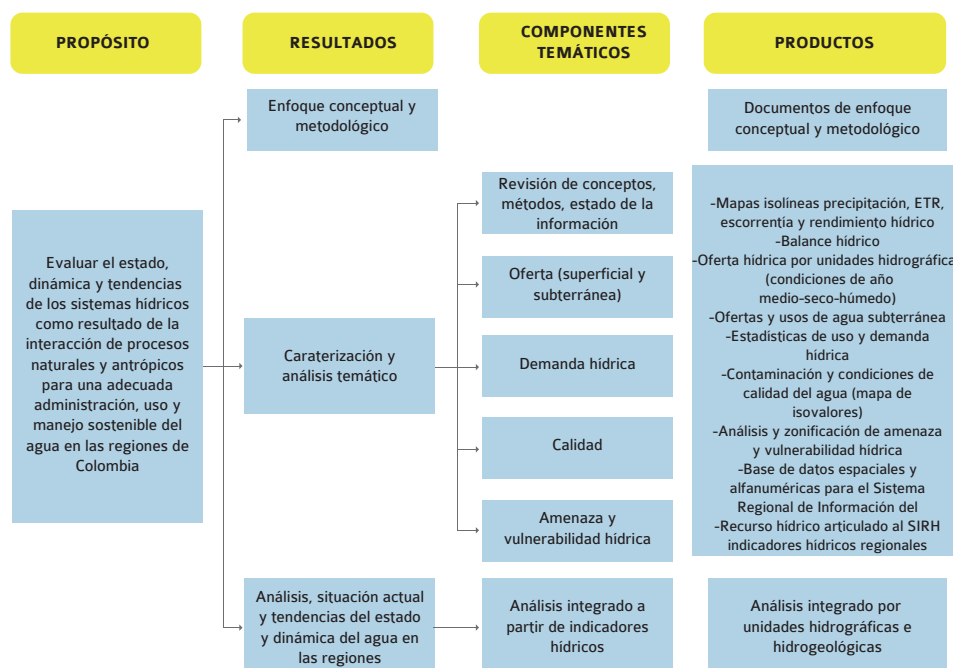 PROPÓSITO
RESULTADOS
COMPONENTES
TEMÁTICOS
PRODUCTOS
Evaluar el estado,
dinámica y tendencias
de los sistemas hídricos
como resultado de la
interacción de procesos
naturales y antrópicos
para una adecuada
administración, uso y
manejo sostenible del
agua en las regiones de
Colombia
Enfoque conceptual y
metodológico
Caraterización y
análisis temático
Análisis, situación actual
y tendencias del estado
y dinámica del agua en
las regiones
Revisión de conceptos,
métodos, estado de la
información
Oferta (superficial y
subterránea)
Demanda hídrica
Calidad
Amenaza y
vulnerabilidad hídrica
Análisis integrado a
partir de indicadores
hídricos
Documentos de enfoque
conceptual y metodológico
-Mapas isolíneas precipitación, ETR,
escorrentía y rendimiento hídrico
-Balance hídrico
-Oferta hídrica por unidades hidrográfica
(condiciones de año
medio-seco-húmedo)
-Ofertas y usos de agua subterránea
-Estadísticas de uso y demanda
hídrica
-Contaminación y condiciones de
calidad del agua (mapa de
isovalores)
-Análisis y zonificación de amenaza
y vulnerabilidad hídrica
-Base de datos espaciales y
alfanuméricas para el Sistema
Regional de Información del
-Recurso hídrico articulado al SIRH
indicadores hídricos regionales
Análisis integrado por
unidades hidrográficas e
hidrogeológicas